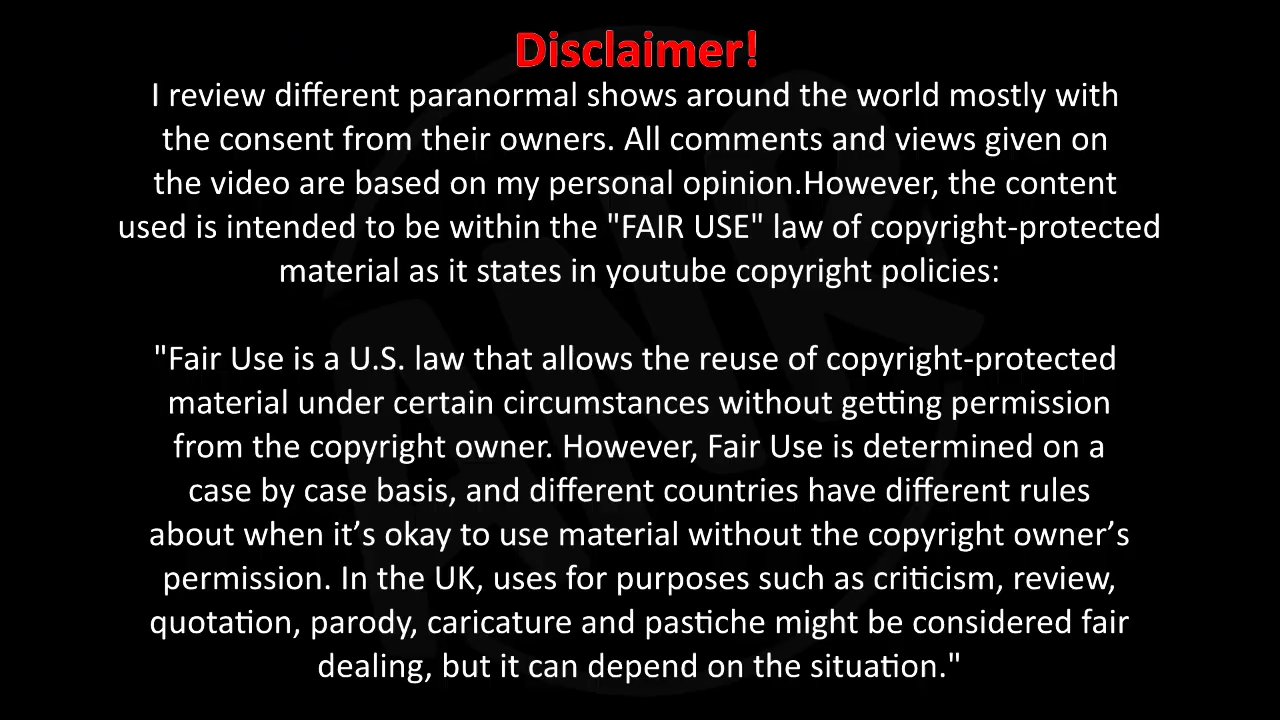 Disclaimer!
I review different paranormal shows around the world mostly with
the consent from their owners. All comments and views given on
the video are based on my personal opinion.However, the content
used is intended to be within the "FAIR USE" law of copyright-protected
material as it states in youtube copyright policies:
"Fair Use is a U.S. law that allows the reuse of copyright-protected
material under certain circumstances without getting permission
from the copyright owner. However, Fair Use is determined on a
case by case basis, and different countries have different rules
about when it’s okay to use material without the copyright owner’s
permission. In the UK, uses for purposes such as criticism, review,
quotation, parody, caricature and pastiche might be considered fair
dealing, but it can depend on the situation."
ANR